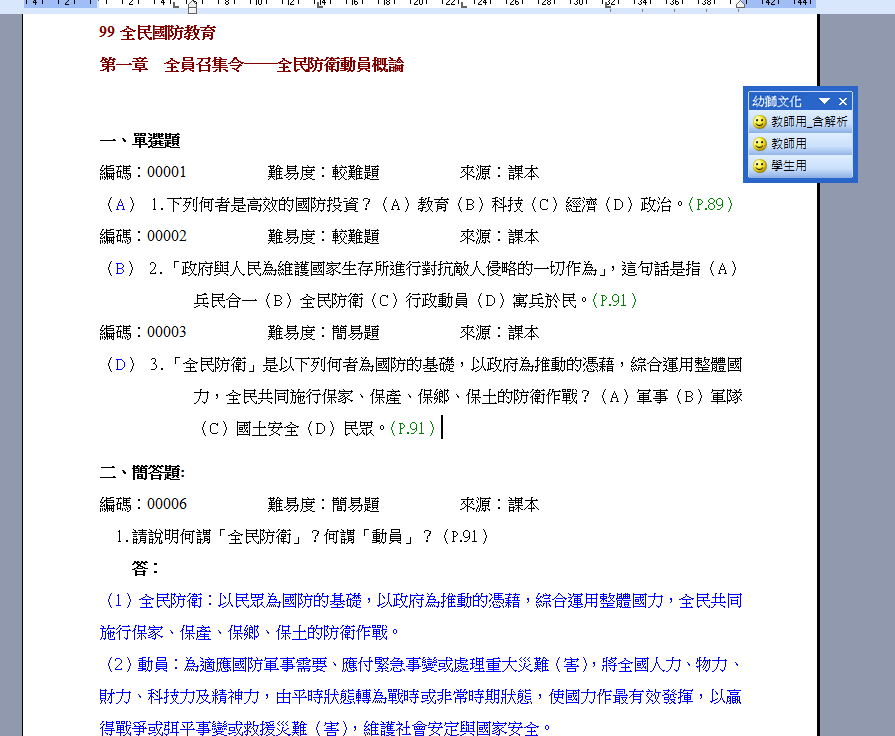 99 全民國防教育
第一章　全員召集令──全民防衛動員概論
幼獅文化
教師用_含解析
教師用
學生用
一、單選題
編碼：00001　難易度：較難題　來源：課本
（A） 1.下列何者是高效的國防投資？（A）教育（B）科技（C）經濟（D）政治。（P.89）
編碼：00002　難易度：較難題　來源：課本
（B） 2.「政府與人民為維護國家生存所進行對抗敵人侵略的一切作為」，這句話是指（A）
兵民合一（B）全民防衛（C）行政動員（D）寓兵於民。（P.91）
編碼：00003　難易度：簡易題　來源：課本
（D） 3.「全民防衛」是以下列何者為國防的基礎，以政府為推動的憑藉，綜合運用整體國
力，全民共同施行保家、保產、保鄉、保土的防衛作戰？（A）軍事（B）軍隊
（C）國土安全（D）民眾。（P.91）
二、簡答題:
編碼：00006　難易度：簡易題　來源：課本
1.請說明何謂「全民防衛」？何謂「動員」？（P.91）
答：
（1）全民防衛：以民眾為國防的基礎，以政府為推動的憑藉，綜合運用整體國力，全民共同
施行保家、保產、保鄉、保土的防衛作戰。
（2）動員：為適應國防軍事需要、應付緊急事變或處理重大災難（害），將全國人力、物力、
財力、科技力及精神力，由平時狀態轉為戰時或非常時期狀態，使國力作最有效發揮，以贏
得戰爭或弭平事變或救援災難（害），維護社會安定與國家安全。